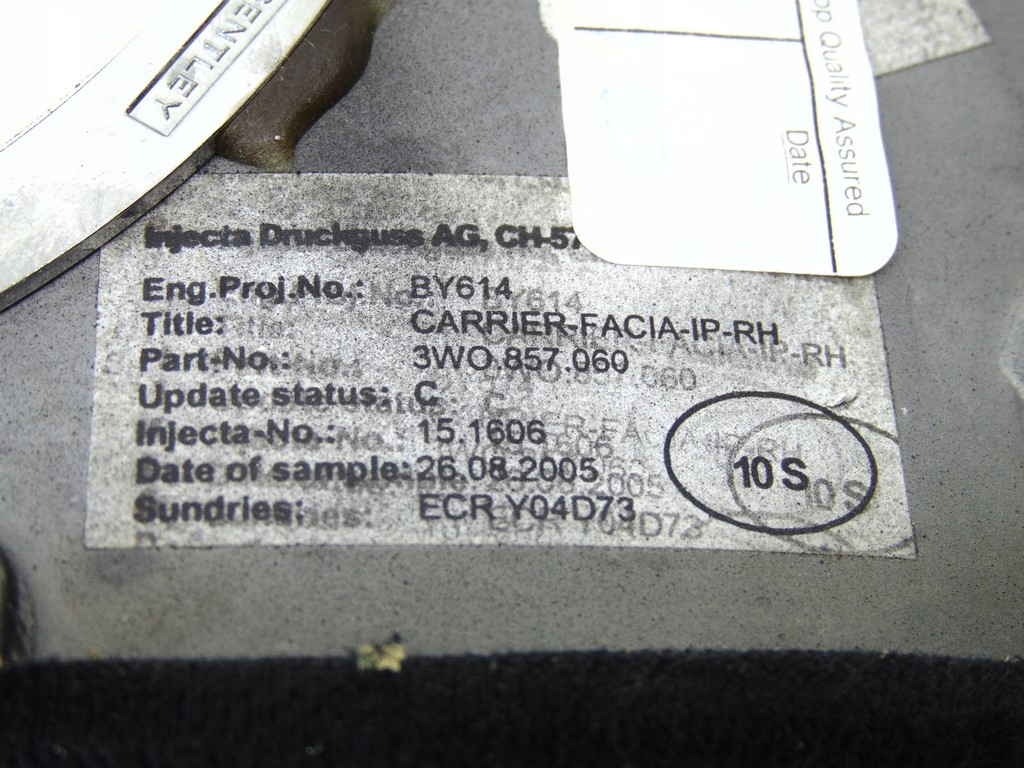 BENTLEY
op Quality Assured
Date
Injecta Druckguss AG, CH-57
Eng.Proj.No.: BY614
Title: CARRIER-FACIA-IP-RH
Part-No.: 3WO.857.060
Update status: C
Injecta-No.: 15.1606
Date of sample: 26.08.2005
Sundries: ECR Y04D73
10 S